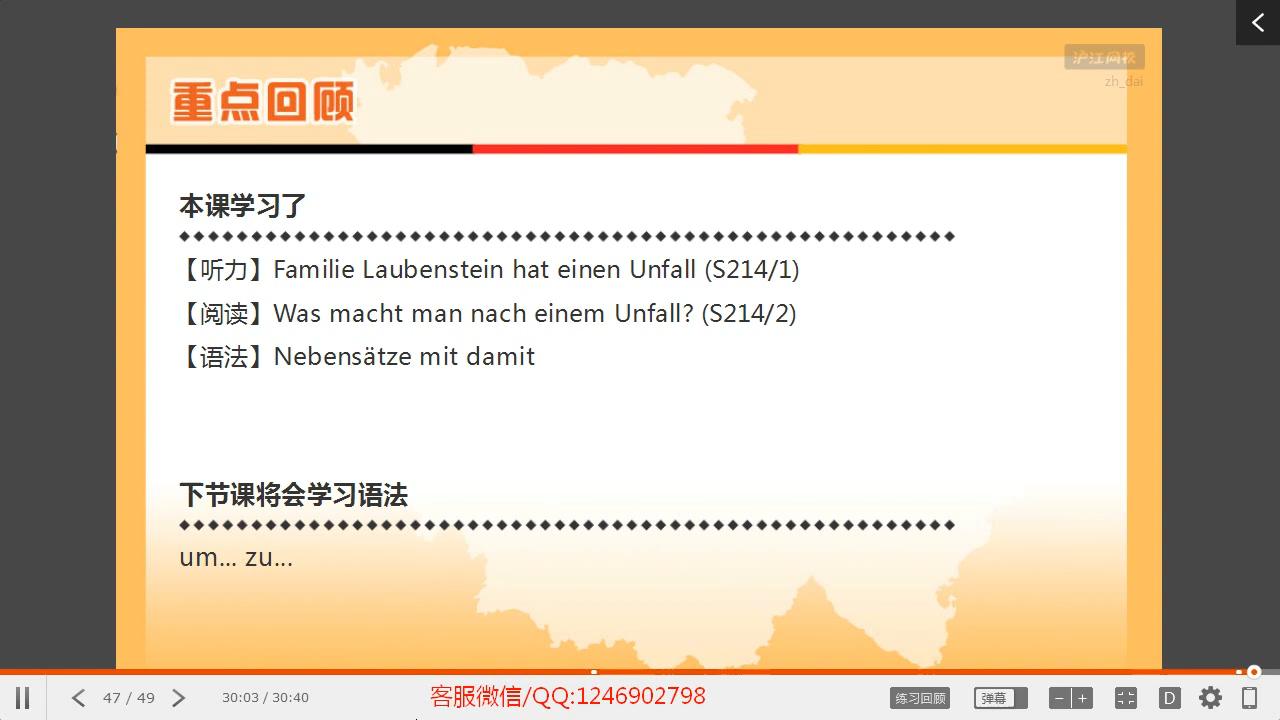 沪江网校
zh_dai
重点回顾
本课学习了
【听力】Familie Laubenstein hat einen Unfall (S214/1)
【阅读】Was macht man nach einem Unfall? (S214/2)
【语法】Nebensätze mit damit
下节课将会学习语法
um... zu...
47 / 49
30:03 / 30:40
客服微信/QQ:1246902798
练习回顾
弹幕
D